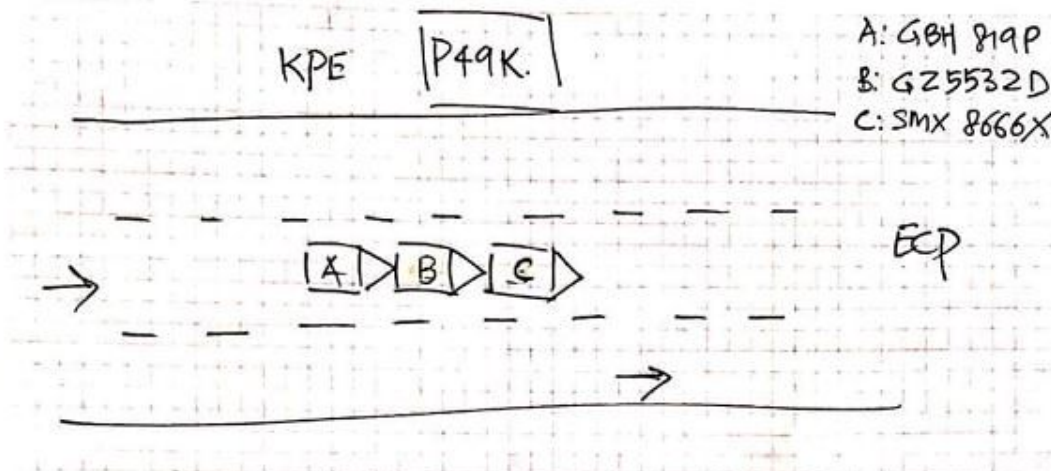 KPE
P49K.
A: GBH 819P
B: GZ5532D
C: SMX 8666X
A
B
C
ECP